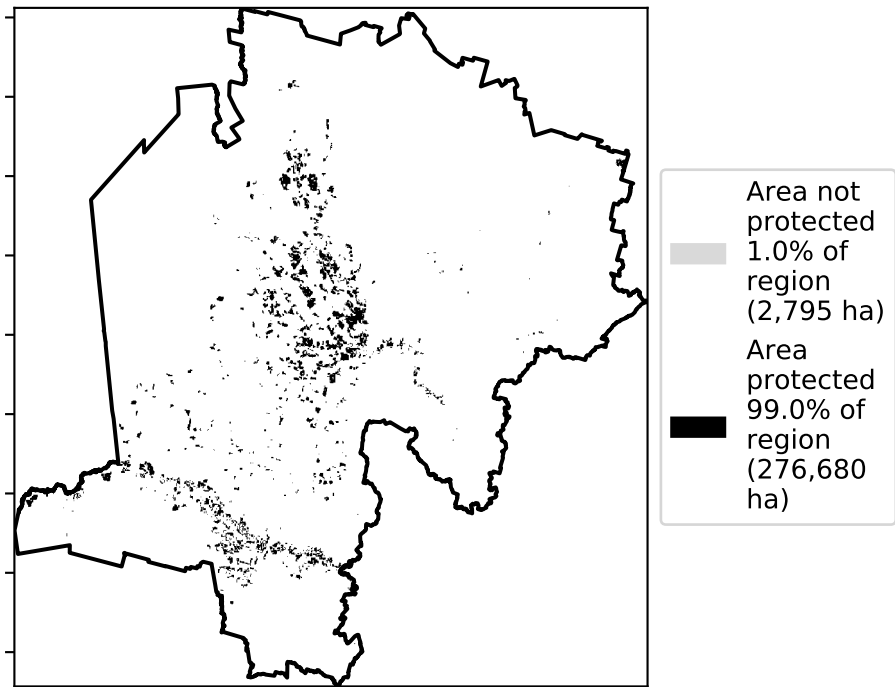 Area not
protected
1.0% of
region
(2,795 ha)
Area
protected
99.0% of
region
(276,680
ha)